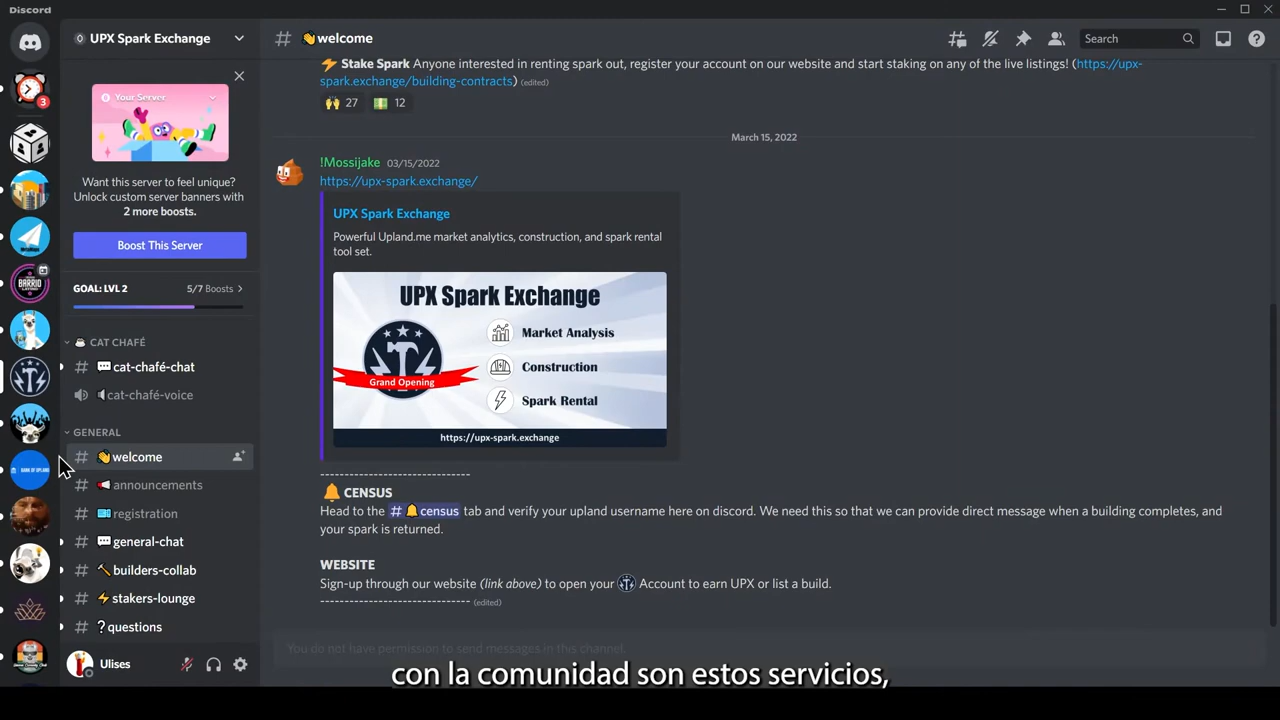 Discord
UPX Spark Exchange
Your Server
Want this server to feel unique?
Unlock custom server banners with
2 more boosts.
Boost This Server
GOAL: LVL 2 5/7 Boosts
CAT CHAFÉ
cat-chafé-chat
cat-chafé-voice
GENERAL
welcome
announcements
registration
general-chat
builders-collab
stakers-lounge
questions
Ulises
3
BARRIO
BANK OF UPLAND
# welcome
Search
Stake Spark Anyone interested in renting spark out, register your account on our website and start staking on any of the live listings! (https://upx-
spark.exchange/building-contracts) (edited)
27 12
March 15, 2022
!Mossijake 03/15/2022
https://upx-spark.exchange/
UPX Spark Exchange
Powerful Upland.me market analytics, construction, and spark rental
tool set.
UPX Spark Exchange
Market Analysis
Construction
Grand Opening
Spark Rental
https://upx-spark.exchange
------------------------------
CENSUS
Head to the # census tab and verify your upland username here on discord. We need this so that we can provide direct message when a building completes, and
your spark is returned.
WEBSITE
Sign-up through our website (link above) to open your Account to earn UPX or list a build.
------------------------------ (edited)
You do not have permission to send messages in this channel.
con la comunidad son estos servicios,